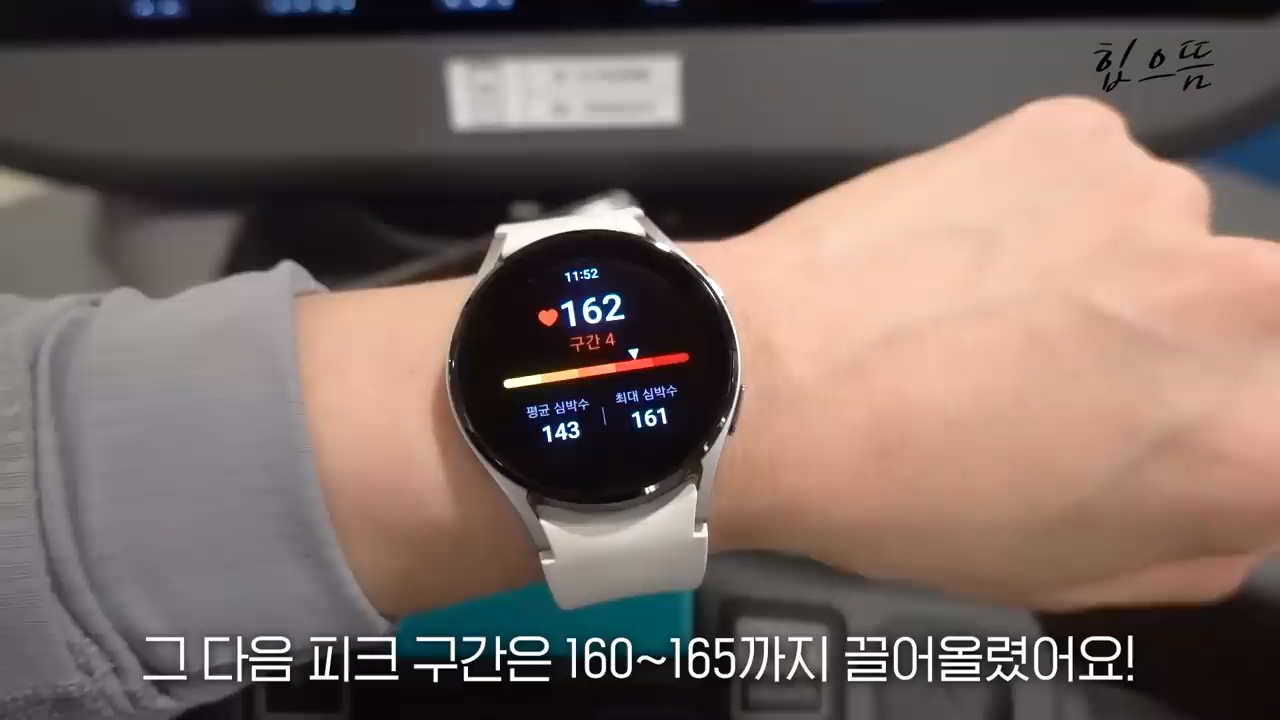 힙으뜸
11:52
162
구간 4
평균 심박수
최대 심박수
143
161
그 다음 피크 구간은 160~165까지 끌어올렸어요!